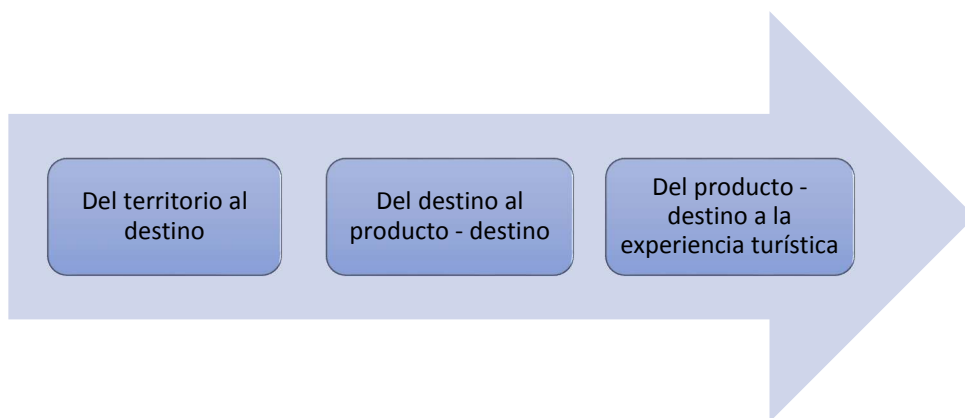 Del territorio al
destino
Del destino al
producto - destino
Del producto -
destino a la
experiencia turística